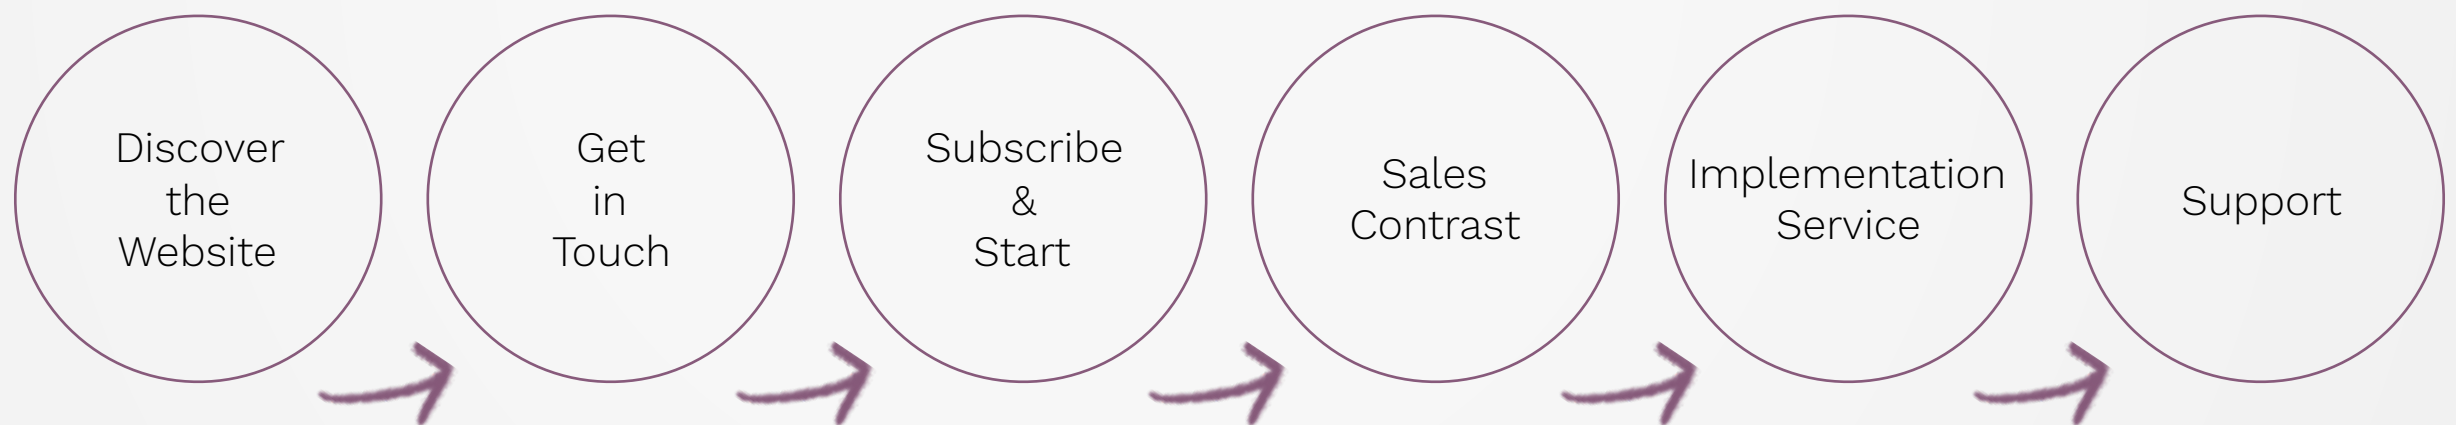 Discover
the
Website
Get
in
Touch
Subscribe
&
Start
Sales
Contrast
Implementation
Service
Support